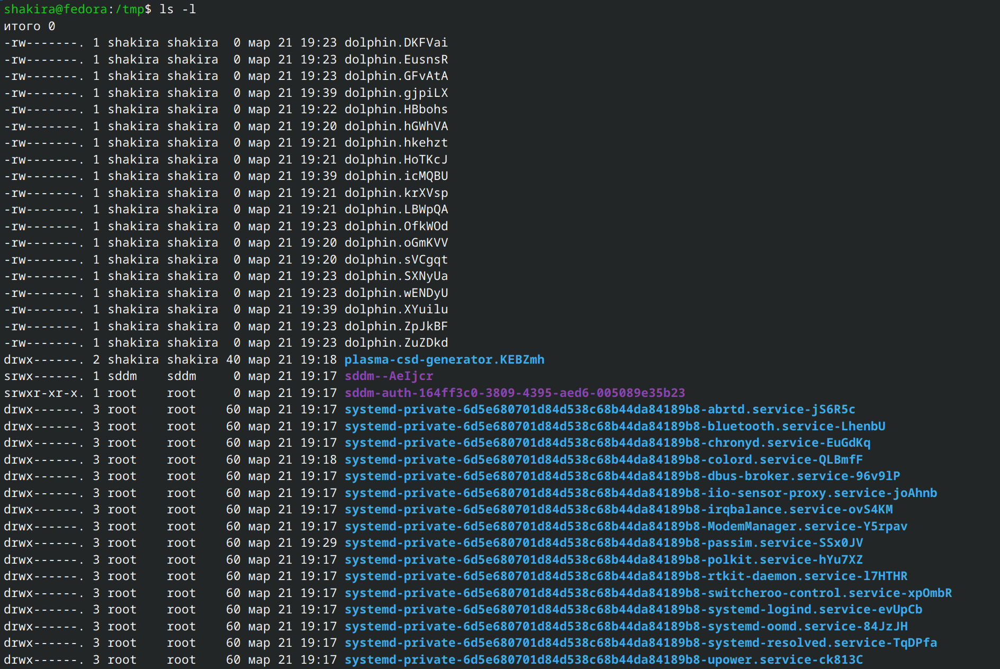 shakira@fedora:/tmp$ ls -l
итого 0
-rw-------. 1 shakira shakira  0 мар 21 19:23 dolphin.DKFVai
-rw-------. 1 shakira shakira  0 мар 21 19:23 dolphin.EusnsR
-rw-------. 1 shakira shakira  0 мар 21 19:23 dolphin.GFvAtA
-rw-------. 1 shakira shakira  0 мар 21 19:39 dolphin.gjpiLX
-rw-------. 1 shakira shakira  0 мар 21 19:22 dolphin.HBbohs
-rw-------. 1 shakira shakira  0 мар 21 19:20 dolphin.hGWhVA
-rw-------. 1 shakira shakira  0 мар 21 19:21 dolphin.hkehzt
-rw-------. 1 shakira shakira  0 мар 21 19:21 dolphin.HoTKcJ
-rw-------. 1 shakira shakira  0 мар 21 19:39 dolphin.icMQBU
-rw-------. 1 shakira shakira  0 мар 21 19:21 dolphin.krXVsp
-rw-------. 1 shakira shakira  0 мар 21 19:21 dolphin.LBWpQA
-rw-------. 1 shakira shakira  0 мар 21 19:23 dolphin.OfkWOd
-rw-------. 1 shakira shakira  0 мар 21 19:20 dolphin.oGmKVV
-rw-------. 1 shakira shakira  0 мар 21 19:20 dolphin.sVCgqt
-rw-------. 1 shakira shakira  0 мар 21 19:23 dolphin.SXNyUa
-rw-------. 1 shakira shakira  0 мар 21 19:23 dolphin.wENDyU
-rw-------. 1 shakira shakira  0 мар 21 19:39 dolphin.XYuilu
-rw-------. 1 shakira shakira  0 мар 21 19:23 dolphin.ZpJkBF
-rw-------. 1 shakira shakira  0 мар 21 19:23 dolphin.ZuZDkd
drwx------. 2 shakira shakira 40 мар 21 19:18 plasma-csd-generator.KEBZmh
srwx------. 1 sddm    sddm     0 мар 21 19:17 sddm--AeIjcr
srwxr-xr-x. 1 root    root     0 мар 21 19:17 sddm-auth-164ff3c0-3809-4395-aed6-005089e35b23
drwx------. 3 root    root    60 мар 21 19:17 systemd-private-6d5e680701d84d538c68b44da84189b8-abrtd.service-jS6R5c
drwx------. 3 root    root    60 мар 21 19:17 systemd-private-6d5e680701d84d538c68b44da84189b8-bluetooth.service-LhenbU
drwx------. 3 root    root    60 мар 21 19:17 systemd-private-6d5e680701d84d538c68b44da84189b8-chronyd.service-EuGdKq
drwx------. 3 root    root    60 мар 21 19:18 systemd-private-6d5e680701d84d538c68b44da84189b8-colord.service-QLBmfF
drwx------. 3 root    root    60 мар 21 19:17 systemd-private-6d5e680701d84d538c68b44da84189b8-dbus-broker.service-96v9lP
drwx------. 3 root    root    60 мар 21 19:17 systemd-private-6d5e680701d84d538c68b44da84189b8-iio-sensor-proxy.service-joAhnb
drwx------. 3 root    root    60 мар 21 19:17 systemd-private-6d5e680701d84d538c68b44da84189b8-irqbalance.service-ovS4KM
drwx------. 3 root    root    60 мар 21 19:17 systemd-private-6d5e680701d84d538c68b44da84189b8-ModemManager.service-Y5rpav
drwx------. 3 root    root    60 мар 21 19:29 systemd-private-6d5e680701d84d538c68b44da84189b8-passim.service-SSx0JV
drwx------. 3 root    root    60 мар 21 19:17 systemd-private-6d5e680701d84d538c68b44da84189b8-polkit.service-hYu7XZ
drwx------. 3 root    root    60 мар 21 19:17 systemd-private-6d5e680701d84d538c68b44da84189b8-rtkit-daemon.service-l7HTHR
drwx------. 3 root    root    60 мар 21 19:17 systemd-private-6d5e680701d84d538c68b44da84189b8-switcheroo-control.service-xpOmbR
drwx------. 3 root    root    60 мар 21 19:17 systemd-private-6d5e680701d84d538c68b44da84189b8-systemd-logind.service-evUpCb
drwx------. 3 root    root    60 мар 21 19:17 systemd-private-6d5e680701d84d538c68b44da84189b8-systemd-oomd.service-84JzJH
drwx------. 3 root    root    60 мар 21 19:17 systemd-private-6d5e680701d84d538c68b44da84189b8-systemd-resolved.service-TqDPfa
drwx------. 3 root    root    60 мар 21 19:17 systemd-private-6d5e680701d84d538c68b44da84189b8-upower.service-ck813C